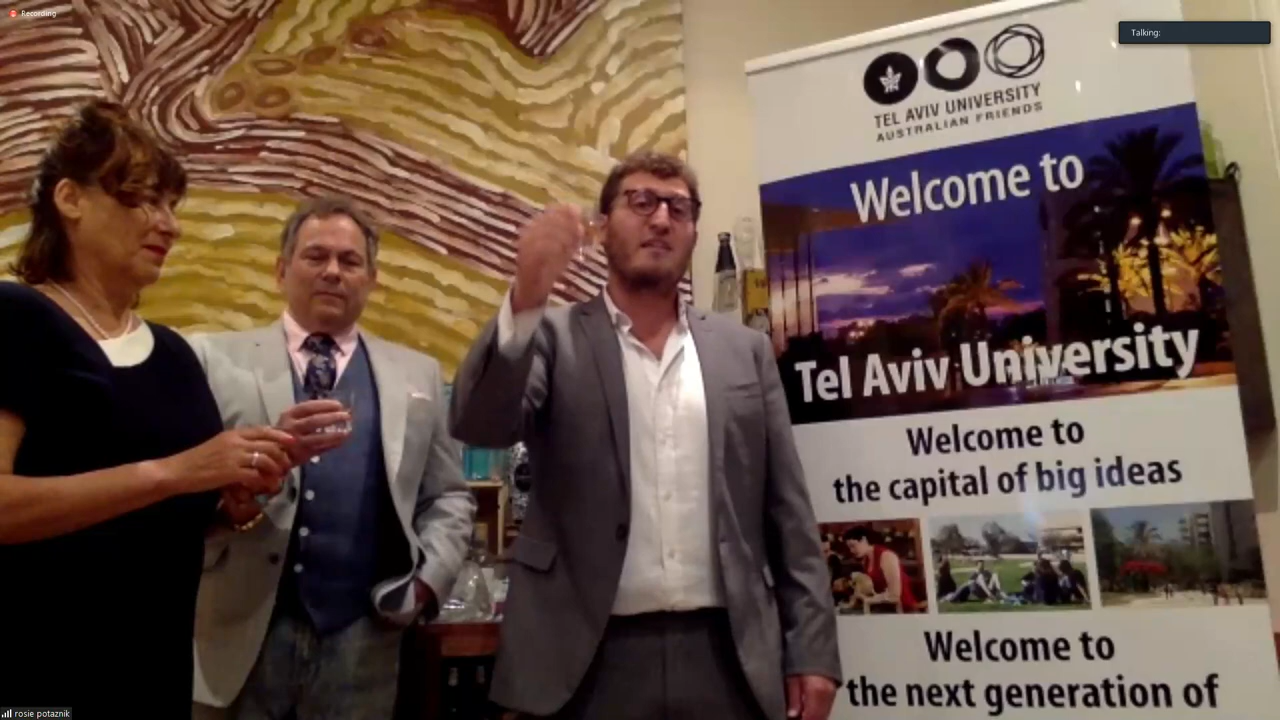 Recording
Talking:
TEL AVIV UNIVERSITY
AUSTRALIAN FRIENDS
Welcome to
Tel Aviv University
Welcome to
the capital of big ideas
Welcome to
the next generation of
rosie potaznik